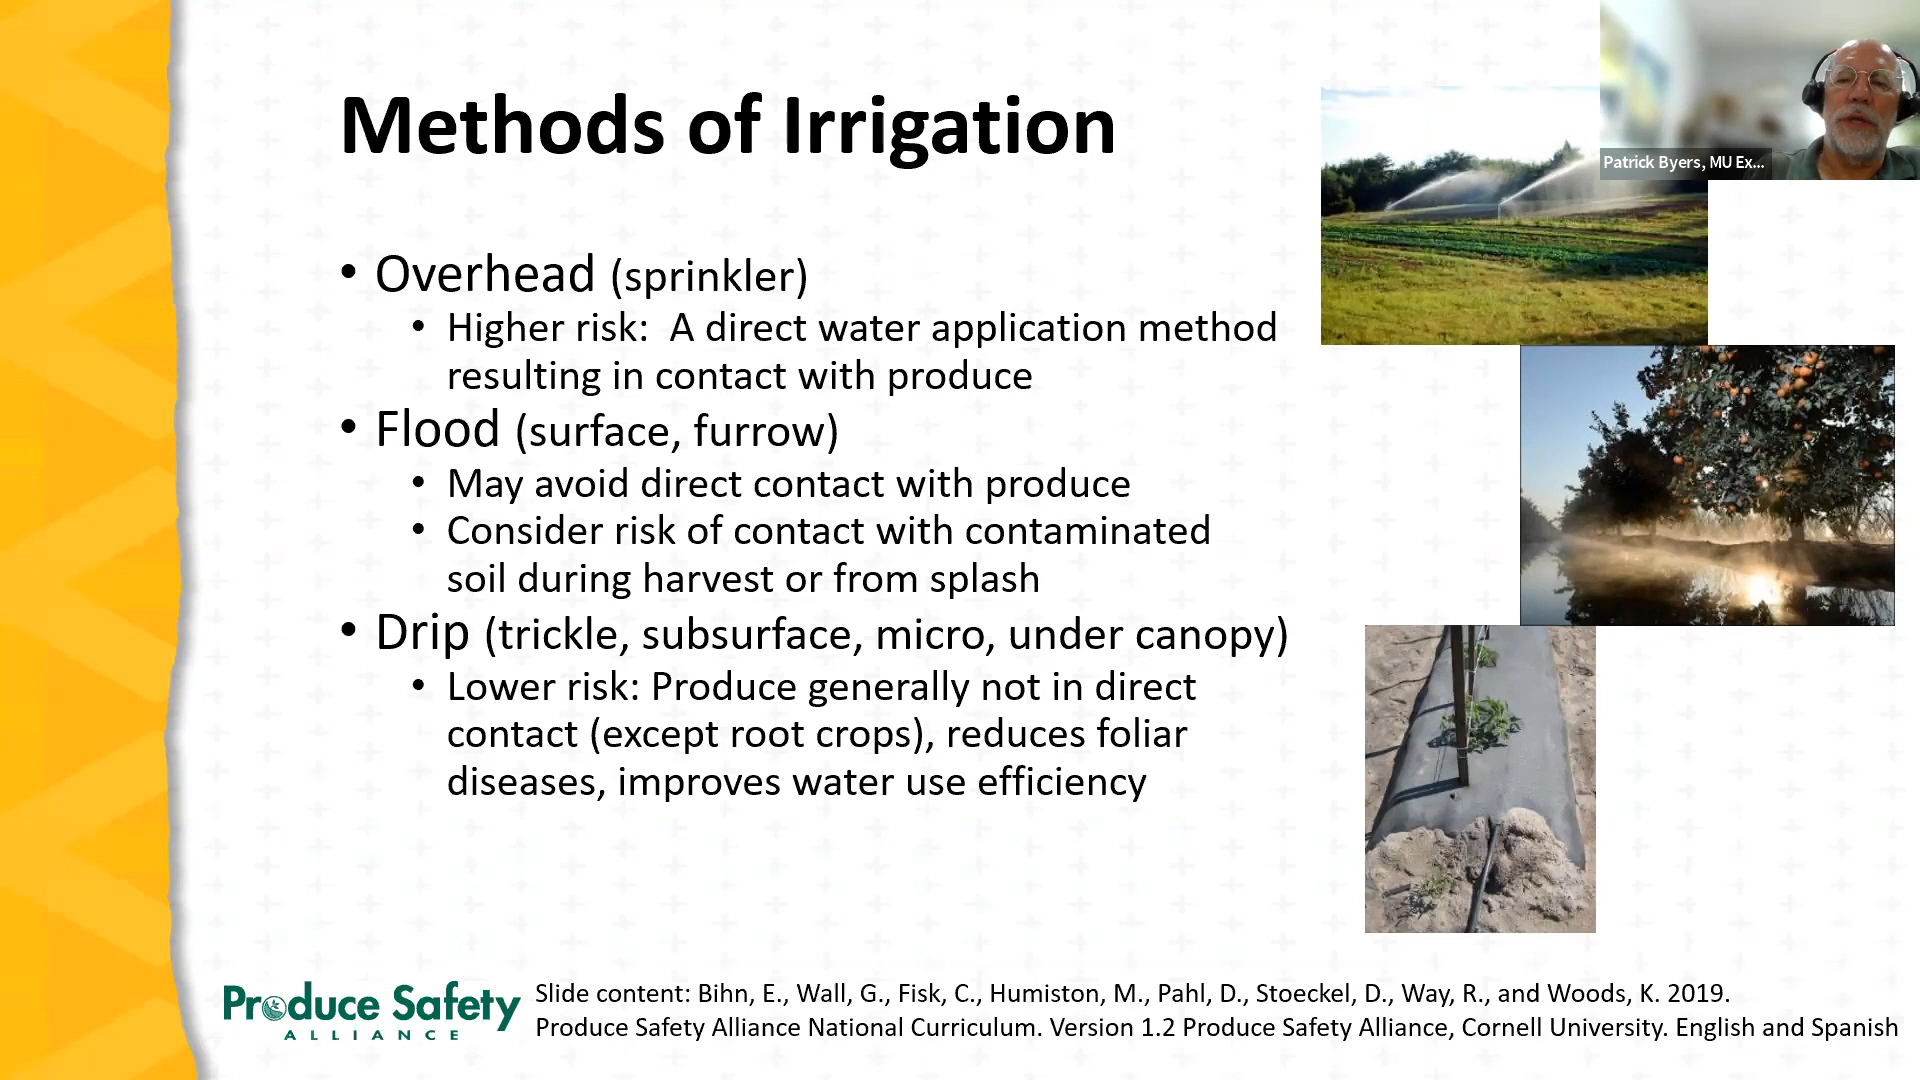 Methods of Irrigation
Patrick Byers, MU Ex...
• Overhead (sprinkler)
• Higher risk:  A direct water application method
resulting in contact with produce
• Flood (surface, furrow)
• May avoid direct contact with produce
• Consider risk of contact with contaminated
soil during harvest or from splash
• Drip (trickle, subsurface, micro, under canopy)
• Lower risk: Produce generally not in direct
contact (except root crops), reduces foliar
diseases, improves water use efficiency
Produce Safety
ALLIANCE
Slide content: Bihn, E., Wall, G., Fisk, C., Humiston, M., Pahl, D., Stoeckel, D., Way, R., and Woods, K. 2019.
Produce Safety Alliance National Curriculum. Version 1.2 Produce Safety Alliance, Cornell University. English and Spanish